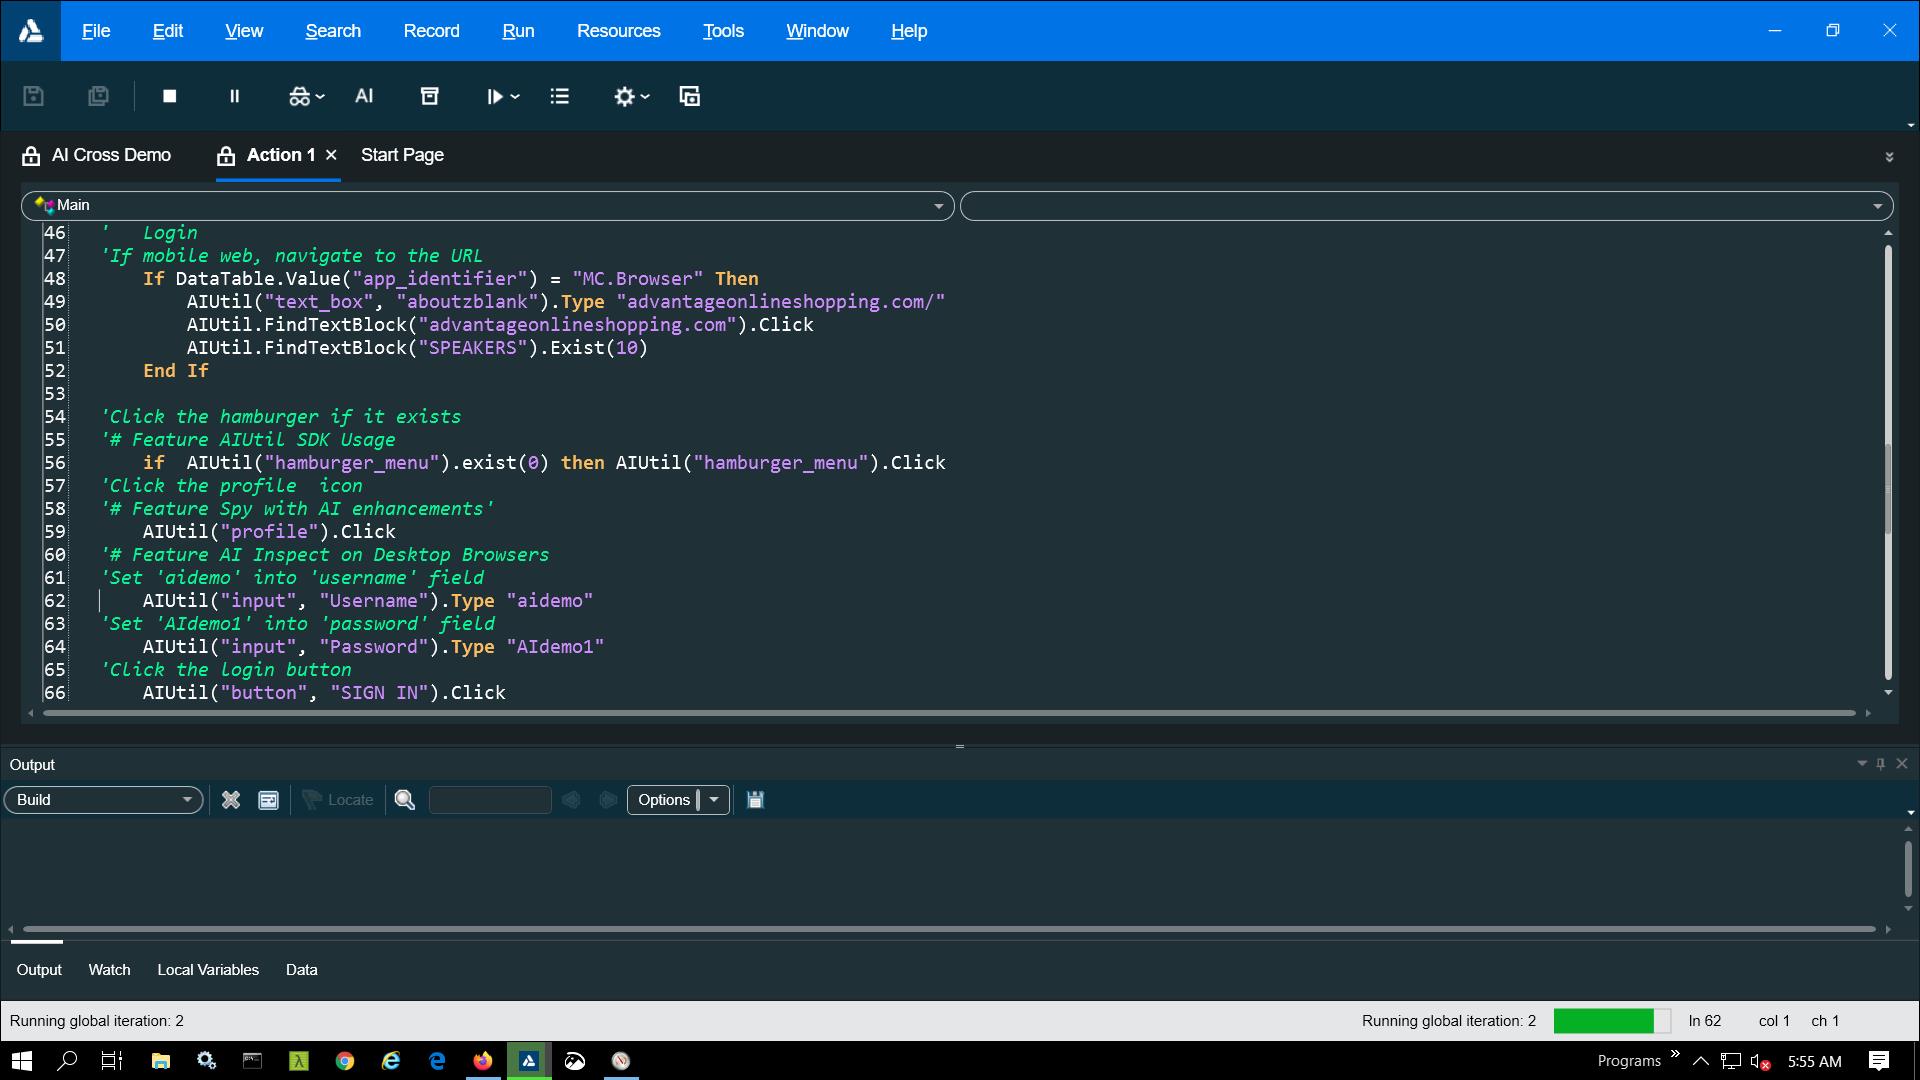 File Edit View Search Record Run Resources Tools Window Help
AI
AI Cross Demo Action 1 Start Page
Main
46 '   Login
47 'If mobile web, navigate to the URL
48 If DataTable.Value("app_identifier") = "MC.Browser" Then
49 AIUtil("text_box", "aboutzblank").Type "advantageonlineshopping.com/"
50 AIUtil.FindTextBlock("advantageonlineshopping.com").Click
51 AIUtil.FindTextBlock("SPEAKERS").Exist(10)
52 End If
53
54 'Click the hamburger if it exists
55 '# Feature AIUtil SDK Usage
56 if  AIUtil("hamburger_menu").exist(0) then AIUtil("hamburger_menu").Click
57 'Click the profile  icon
58 '# Feature Spy with AI enhancements'
59 AIUtil("profile").Click
60 '# Feature AI Inspect on Desktop Browsers
61 'Set 'aidemo' into 'username' field
62 AIUtil("input", "Username").Type "aidemo"
63 'Set 'AIdemo1' into 'password' field
64 AIUtil("input", "Password").Type "AIdemo1"
65 'Click the login button
66 AIUtil("button", "SIGN IN").Click
Output
Build Locate Options
Output Watch Local Variables Data
Running global iteration: 2 Running global iteration: 2 ln 62 col 1 ch 1
Programs 5:55 AM